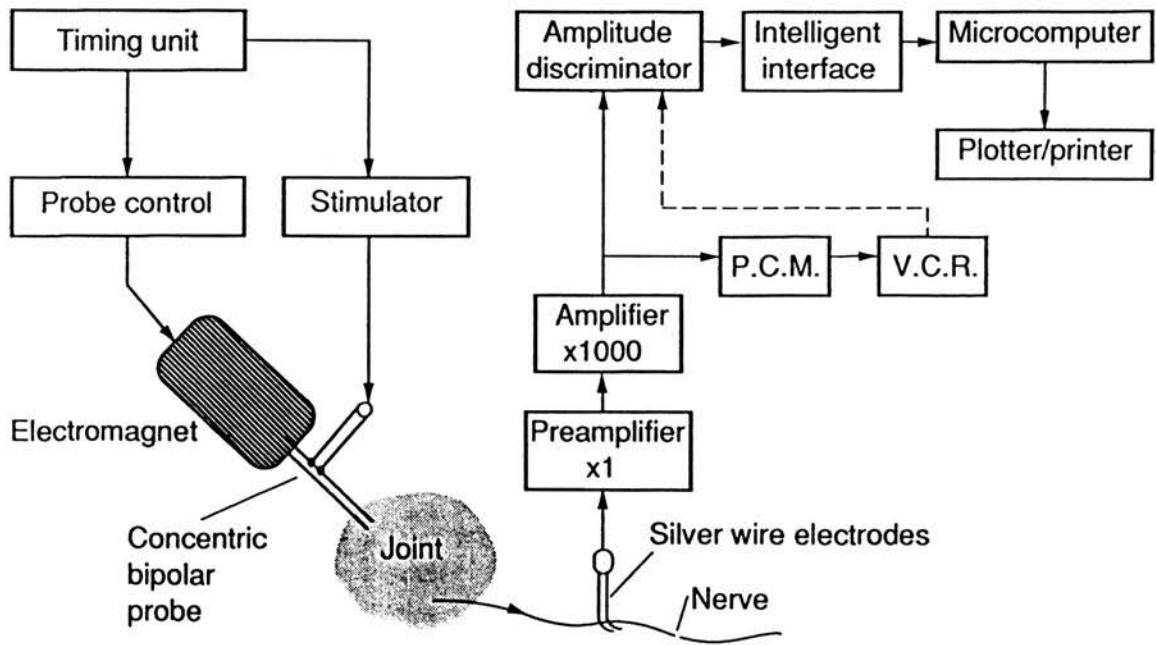 Timing unit
Amplitude
discriminator
Intelligent
interface
Microcomputer
Plotter/printer
Probe control
Stimulator
P.C.M.
V.C.R.
Amplifier
x1000
Electromagnet
Preamplifier
x1
Concentric
bipolar
probe
Joint
Silver wire electrodes
Nerve